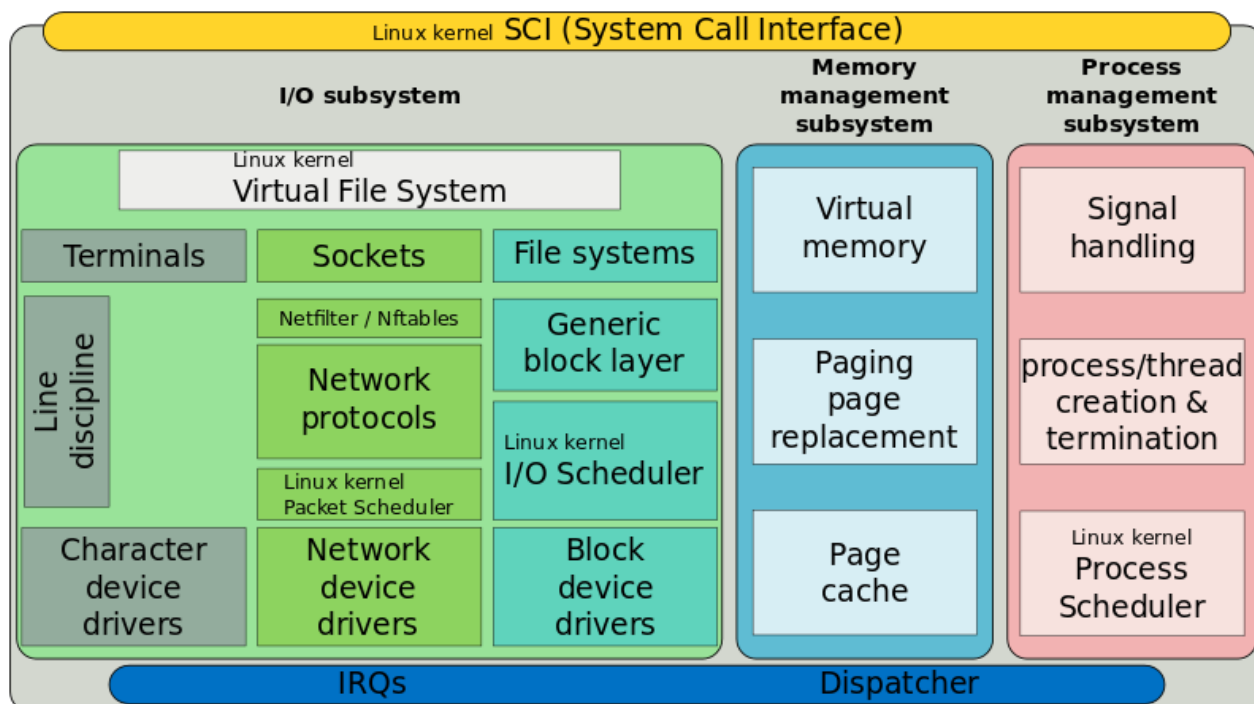 Linux kernel SCI (System Call Interface)
I/O subsystem
Memory
management
subsystem
Process
management
subsystem
Linux kernel
Virtual File System
Terminals
Sockets
File systems
Line
discipline
Netfilter / Nftables
Network
protocols
Linux kernel
Packet Scheduler
Generic
block layer
Linux kernel
I/O Scheduler
Character
device
drivers
Network
device
drivers
Block
device
drivers
Virtual
memory
Paging
page
replacement
Page
cache
Signal
handling
process/thread
creation &
termination
Linux kernel
Process
Scheduler
IRQs
Dispatcher